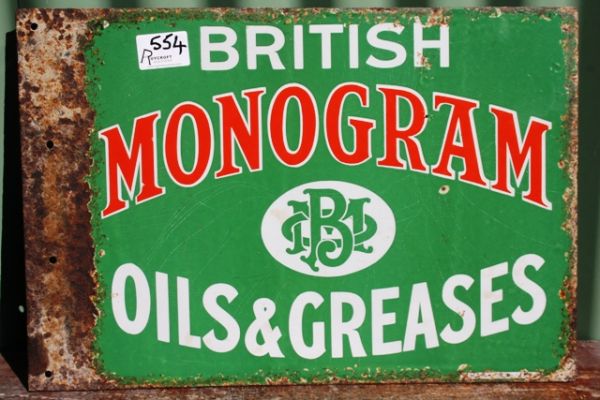 554
BRITISH
MONOGRAM
OILS & GREASES